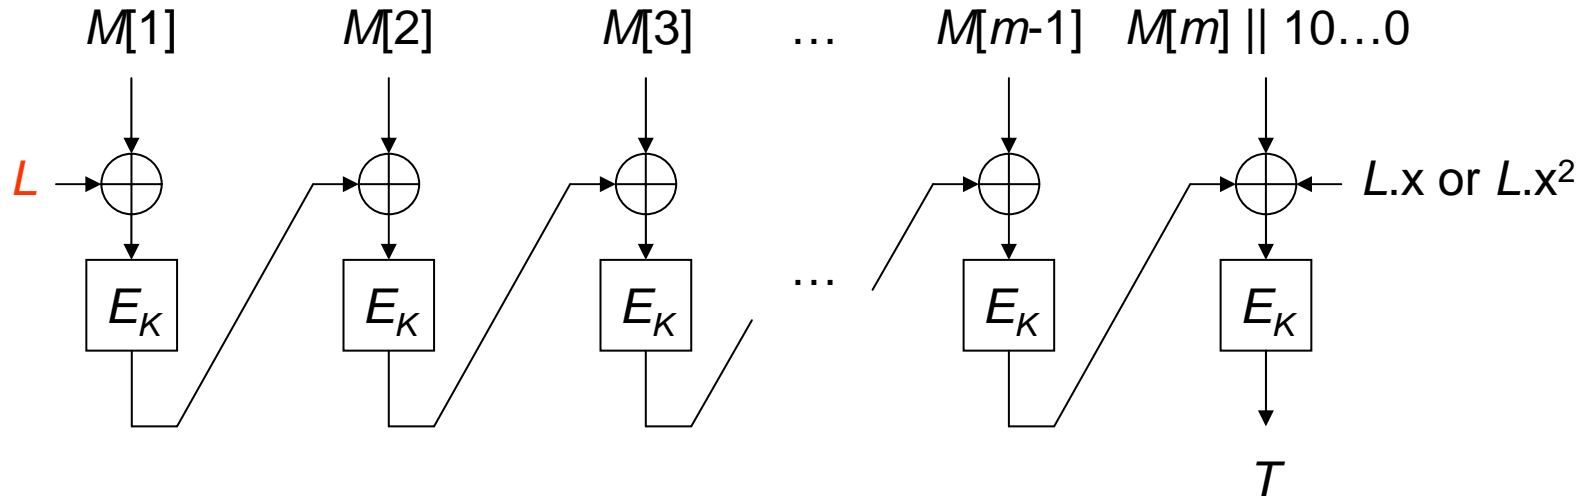 M[1] M[2] M[3] … M[m-1] M[m] || 10…0
L L.x or L.x²
E_K E_K E_K … E_K E_K
T